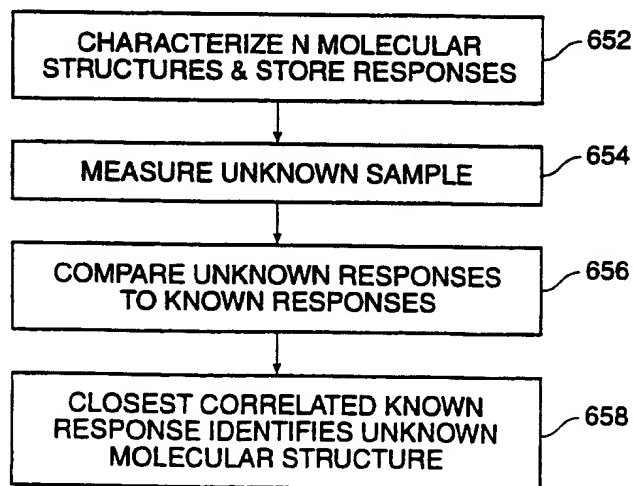 CHARACTERIZE N MOLECULAR
STRUCTURES & STORE RESPONSES
652
MEASURE UNKNOWN SAMPLE
654
COMPARE UNKNOWN RESPONSES
TO KNOWN RESPONSES
656
CLOSEST CORRELATED KNOWN
RESPONSE IDENTIFIES UNKNOWN
MOLECULAR STRUCTURE
658